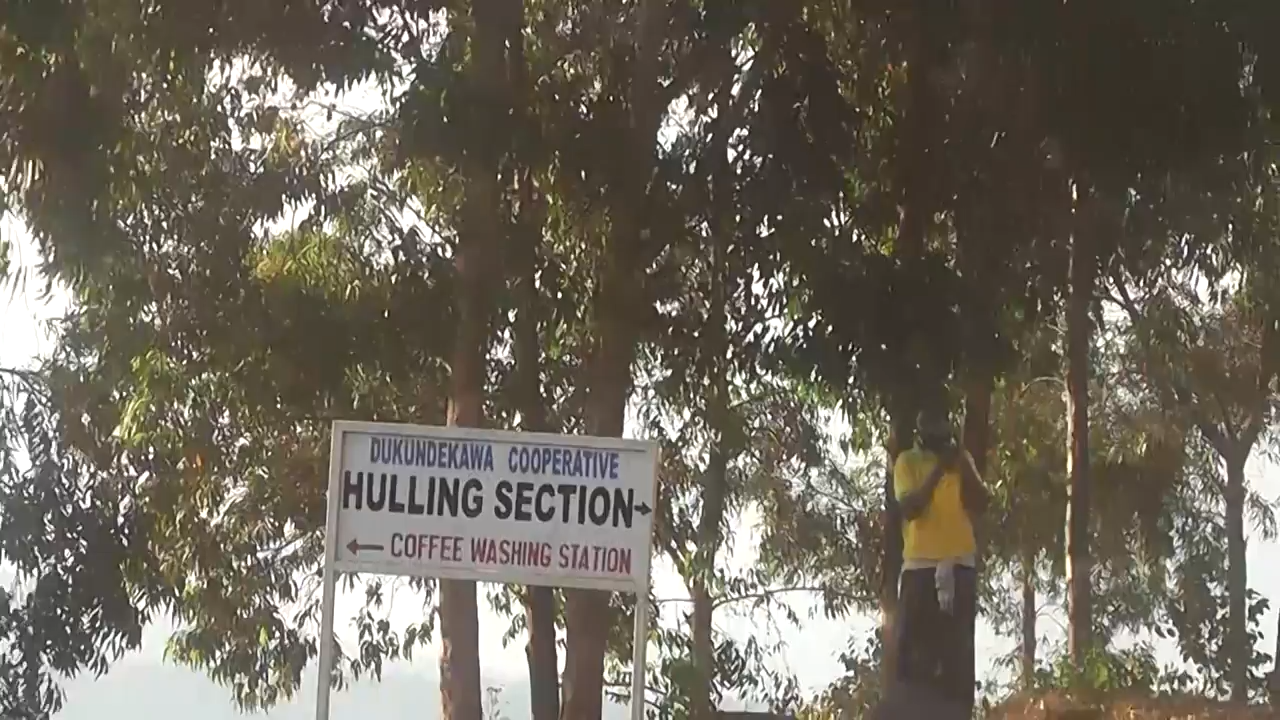 DUKUNDEKAWA COOPERATIVE
HULLING SECTION→
← COFFEE WASHING STATION